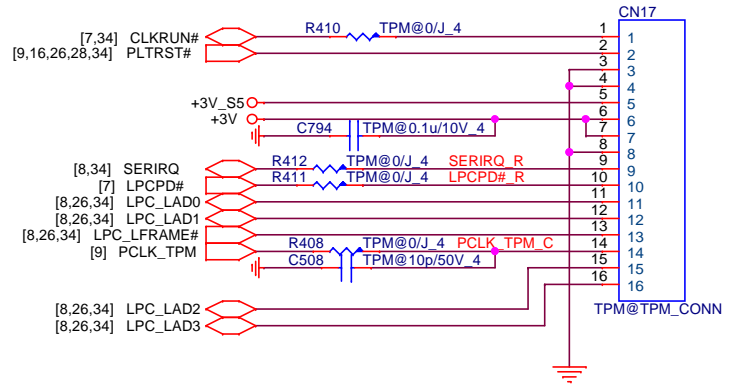 CN17
[7,34] CLKRUN# R410 TPM@0/J_4 1 1
[9,16,26,28,34] PLTRST# 2 2
3 3
4 4
+3V_S5 5 5
+3V 6 6
C794 TPM@0.1u/10V_4 7 7
8 8
[8,34] SERIRQ R412 TPM@0/J_4 SERIRQ_R 9 9
[7] LPCPD# R411 TPM@0/J_4 LPCPD#_R 10 10
[8,26,34] LPC_LAD0 11 11
[8,26,34] LPC_LAD1 12 12
[8,26,34] LPC_LFRAME# 13 13
[9] PCLK_TPM R408 TPM@0/J_4 PCLK_TPM_C 14 14
C508 TPM@10p/50V_4 15 15
16 16
[8,26,34] LPC_LAD2 TPM@TPM_CONN
[8,26,34] LPC_LAD3